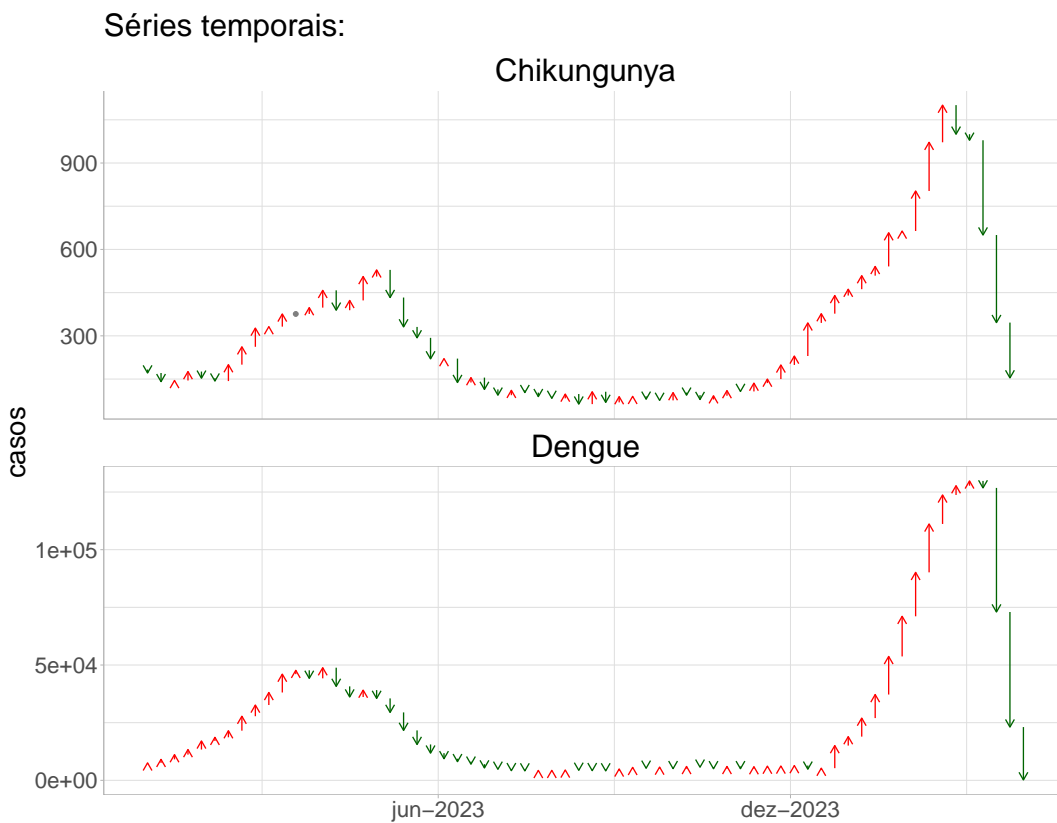 Séries temporais:
Chikungunya
900
600
300
casos
Dengue
1e+05
5e+04
0e+00
jun−2023
dez−2023